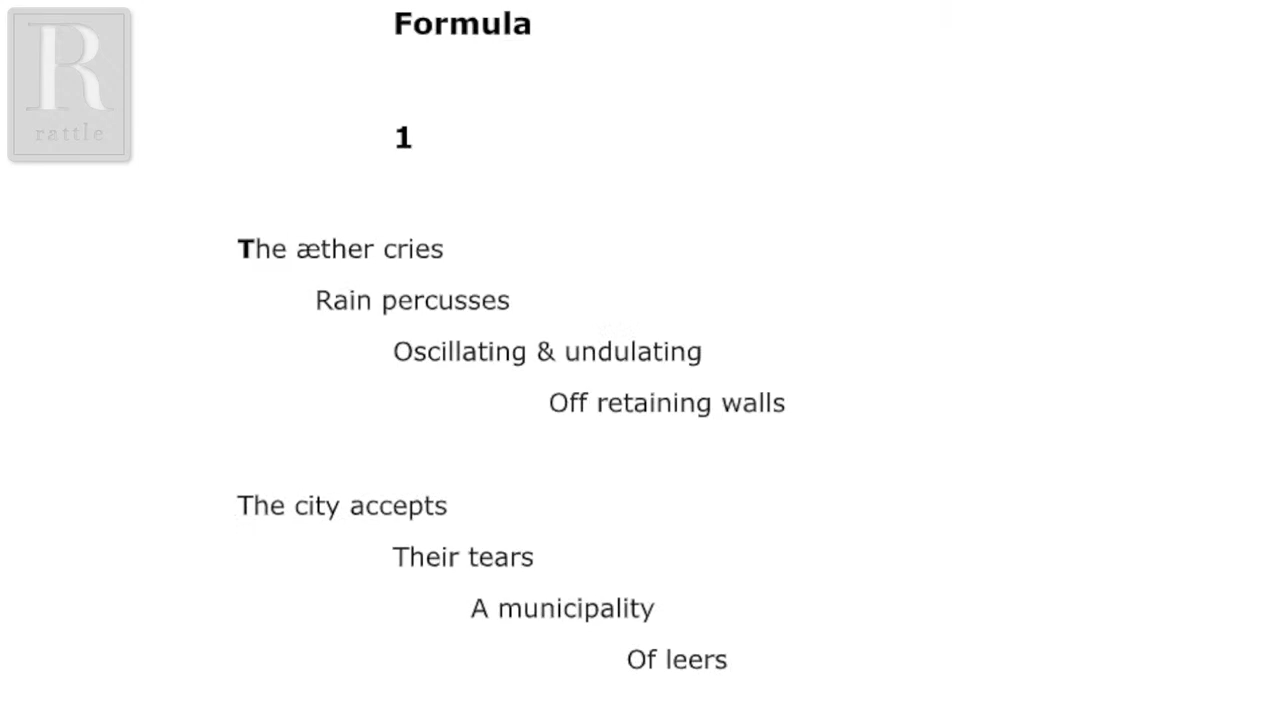 R
rattle
Formula
1
The æther cries
Rain percusses
Oscillating & undulating
Off retaining walls
The city accepts
Their tears
A municipality
Of leers